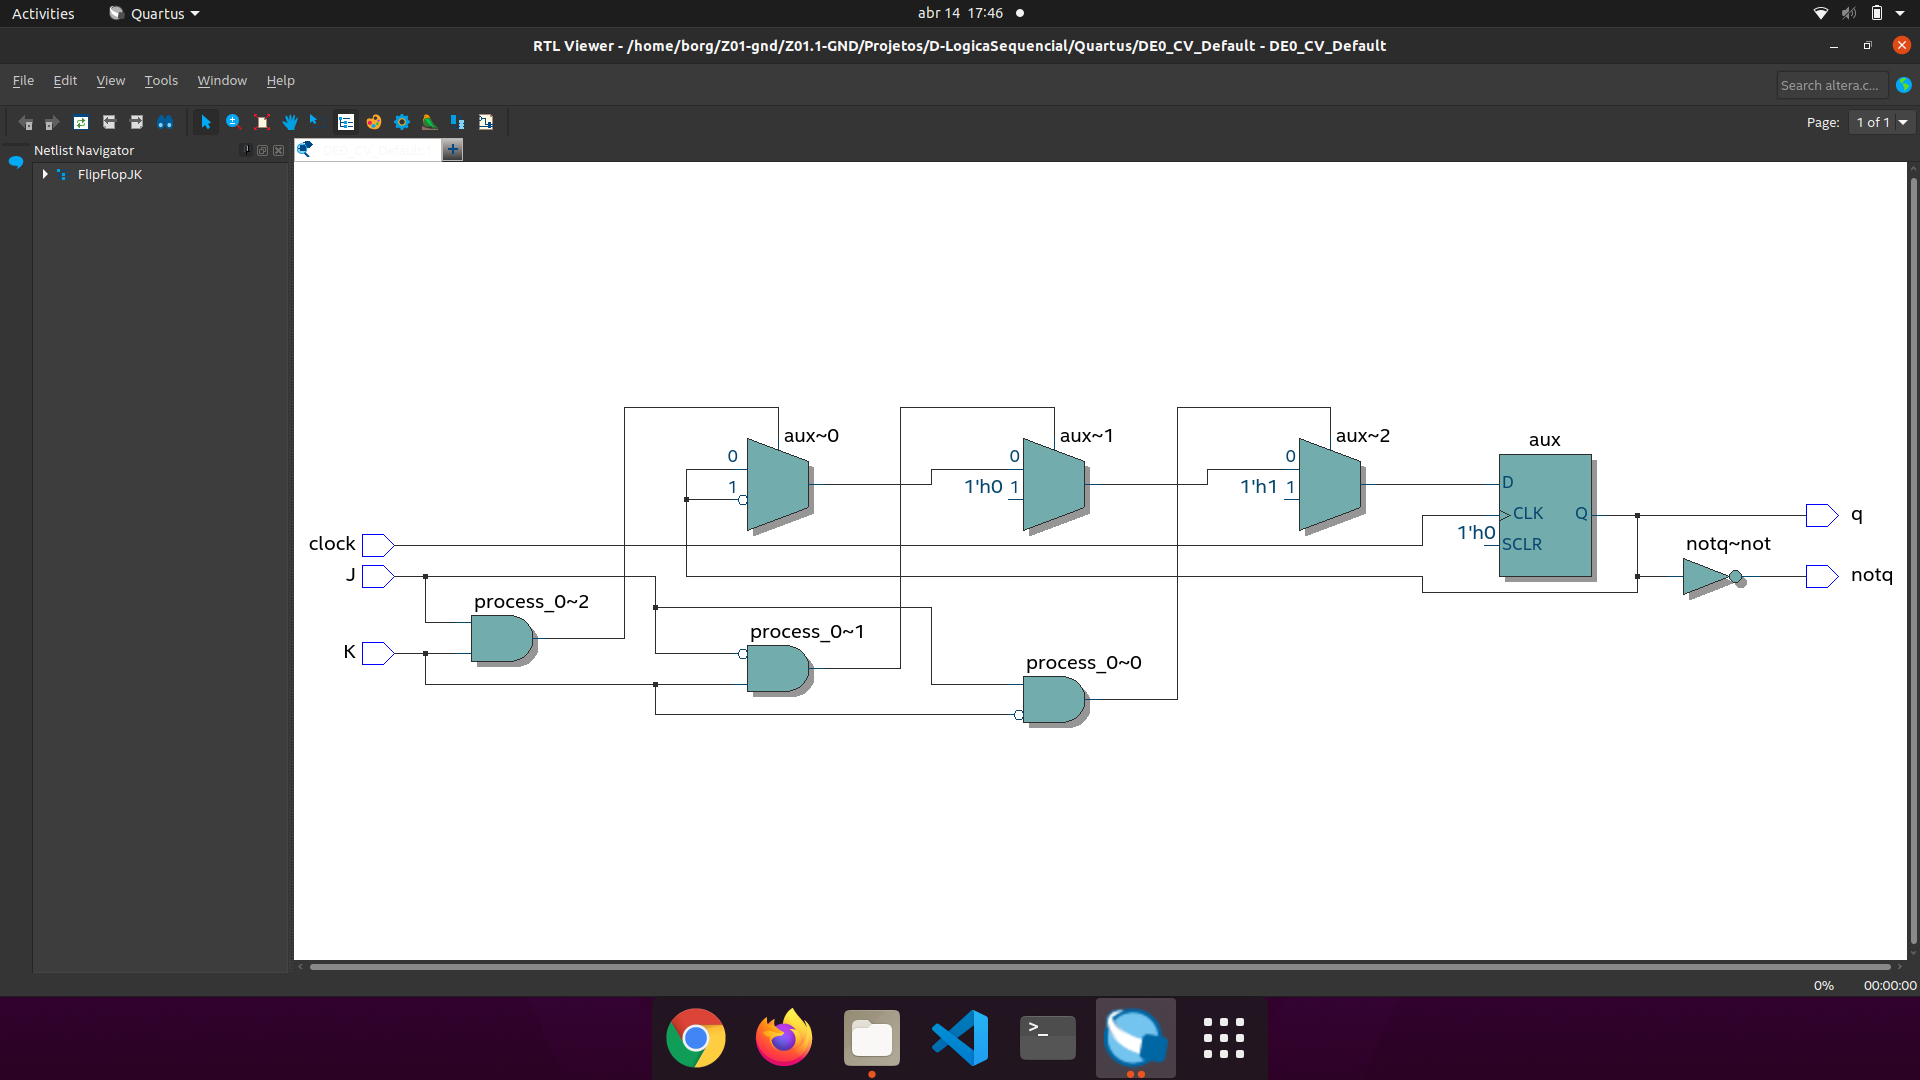 Activities
Quartus
abr 14 17:46
RTL Viewer - /home/borg/Z01-gnd/Z01.1-GND/Projetos/D-LogicaSequencial/Quartus/DE0_CV_Default - DE0_CV_Default
File Edit View Tools Window Help
Search altera.c...
Page: 1 of 1
Netlist Navigator
FlipFlopJK
aux~0
aux~1
aux~2
aux
0
1
0
1'h0 1
0
1'h1 1
D
CLK
Q
1'h0
SCLR
q
notq~not
notq
clock
J
process_0~2
K
process_0~1
process_0~0
0%
00:00:00
>_